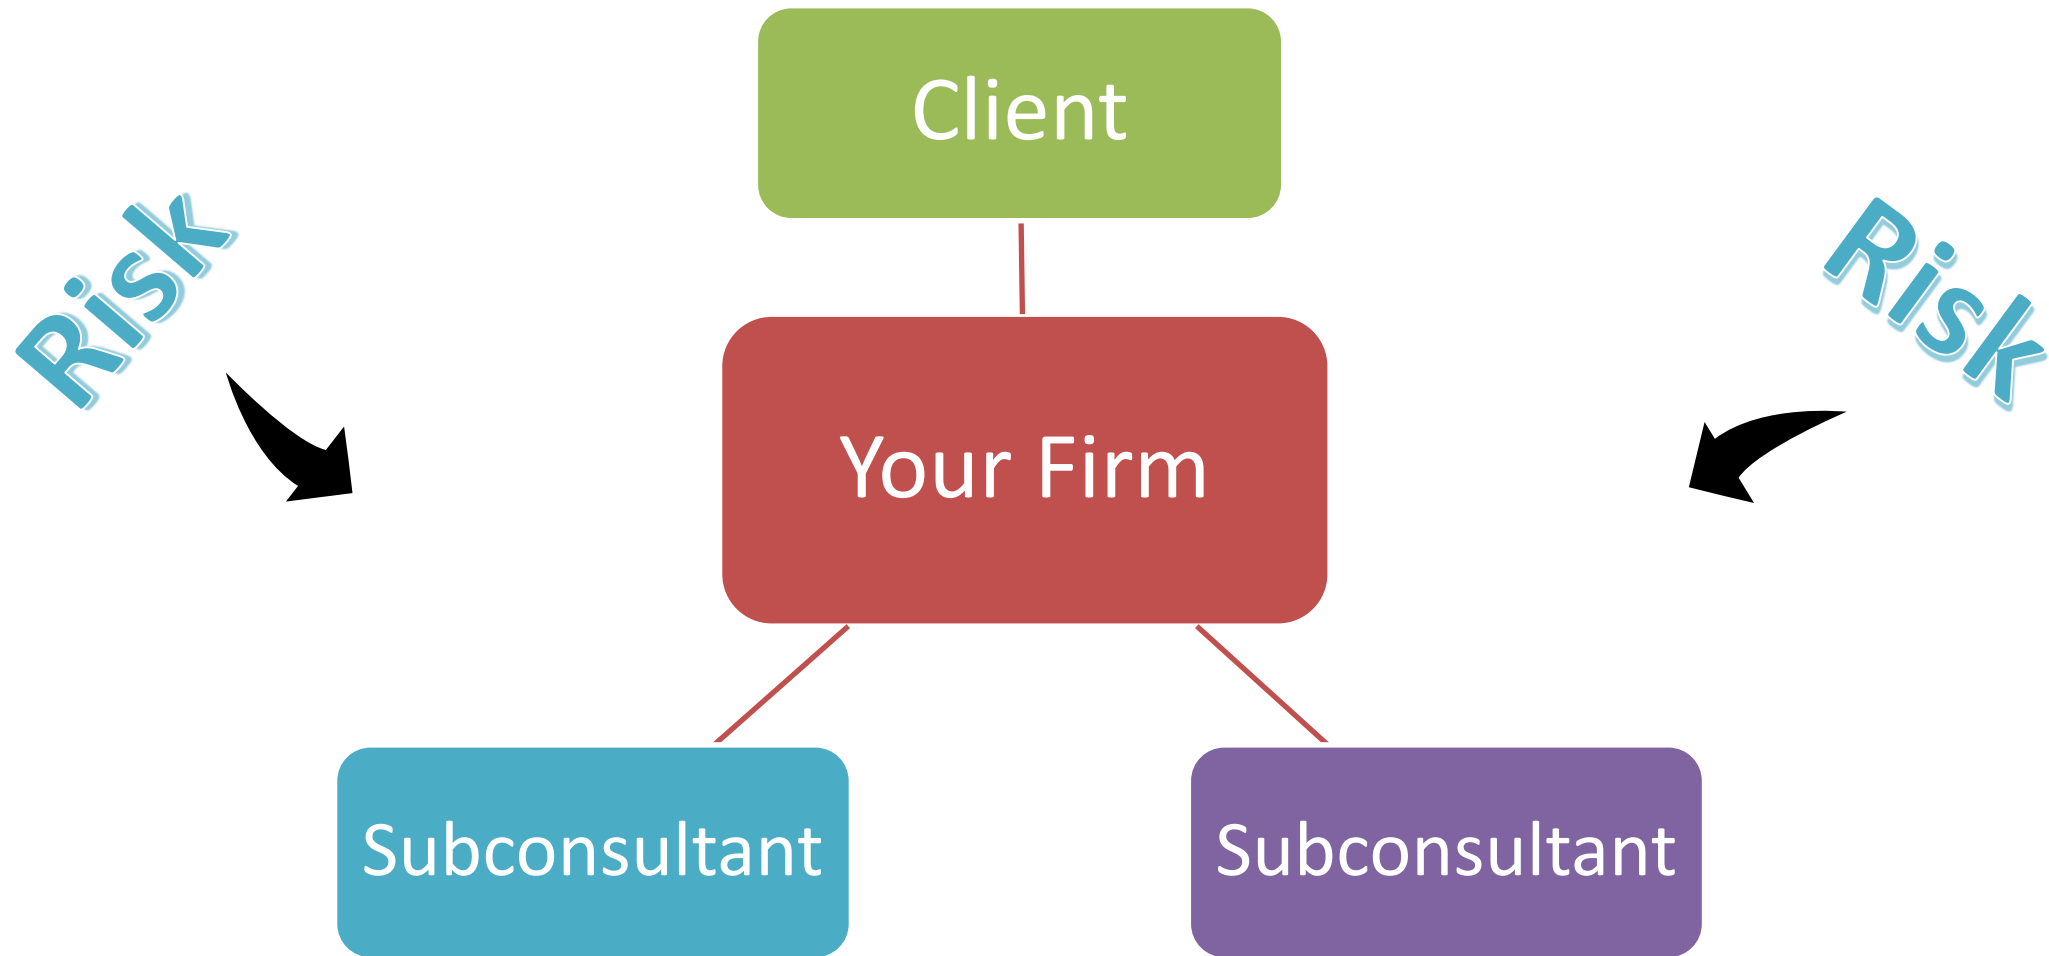 Client
Risk
Risk
Your Firm
Subconsultant
Subconsultant